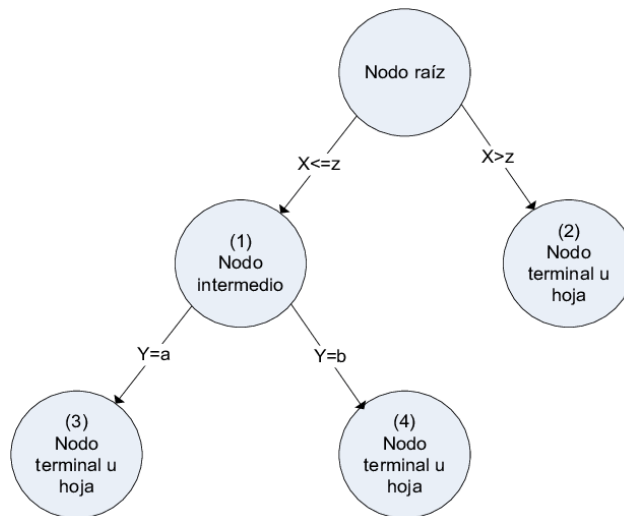 Nodo raíz
X<=z
X>z
(1)
Nodo
intermedio
(2)
Nodo
terminal u
hoja
Y=a
Y=b
(3)
Nodo
terminal u
hoja
(4)
Nodo
terminal u
hoja